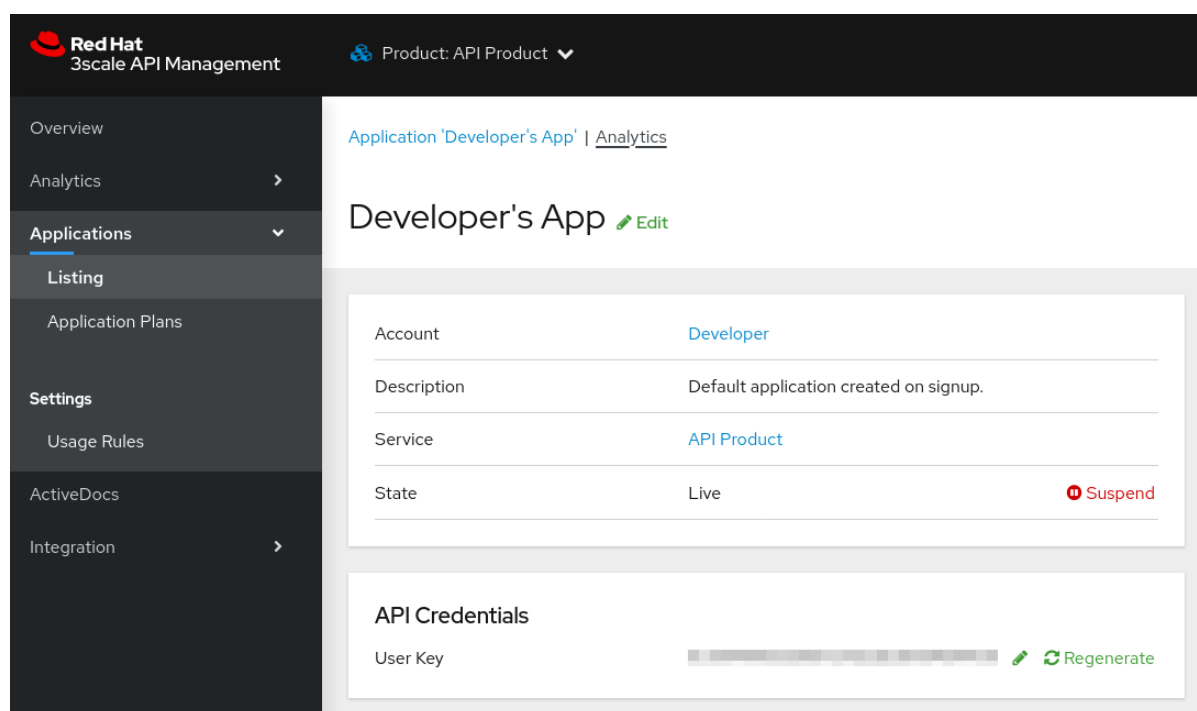 Red Hat
3scale API Management
Product: API Product
Overview
Analytics
Applications
Listing
Application Plans
Settings
Usage Rules
ActiveDocs
Integration
Application 'Developer's App' | Analytics
Developer's App Edit
Account Developer
Description Default application created on signup.
Service API Product
State Live Suspend
API Credentials
User Key Regenerate